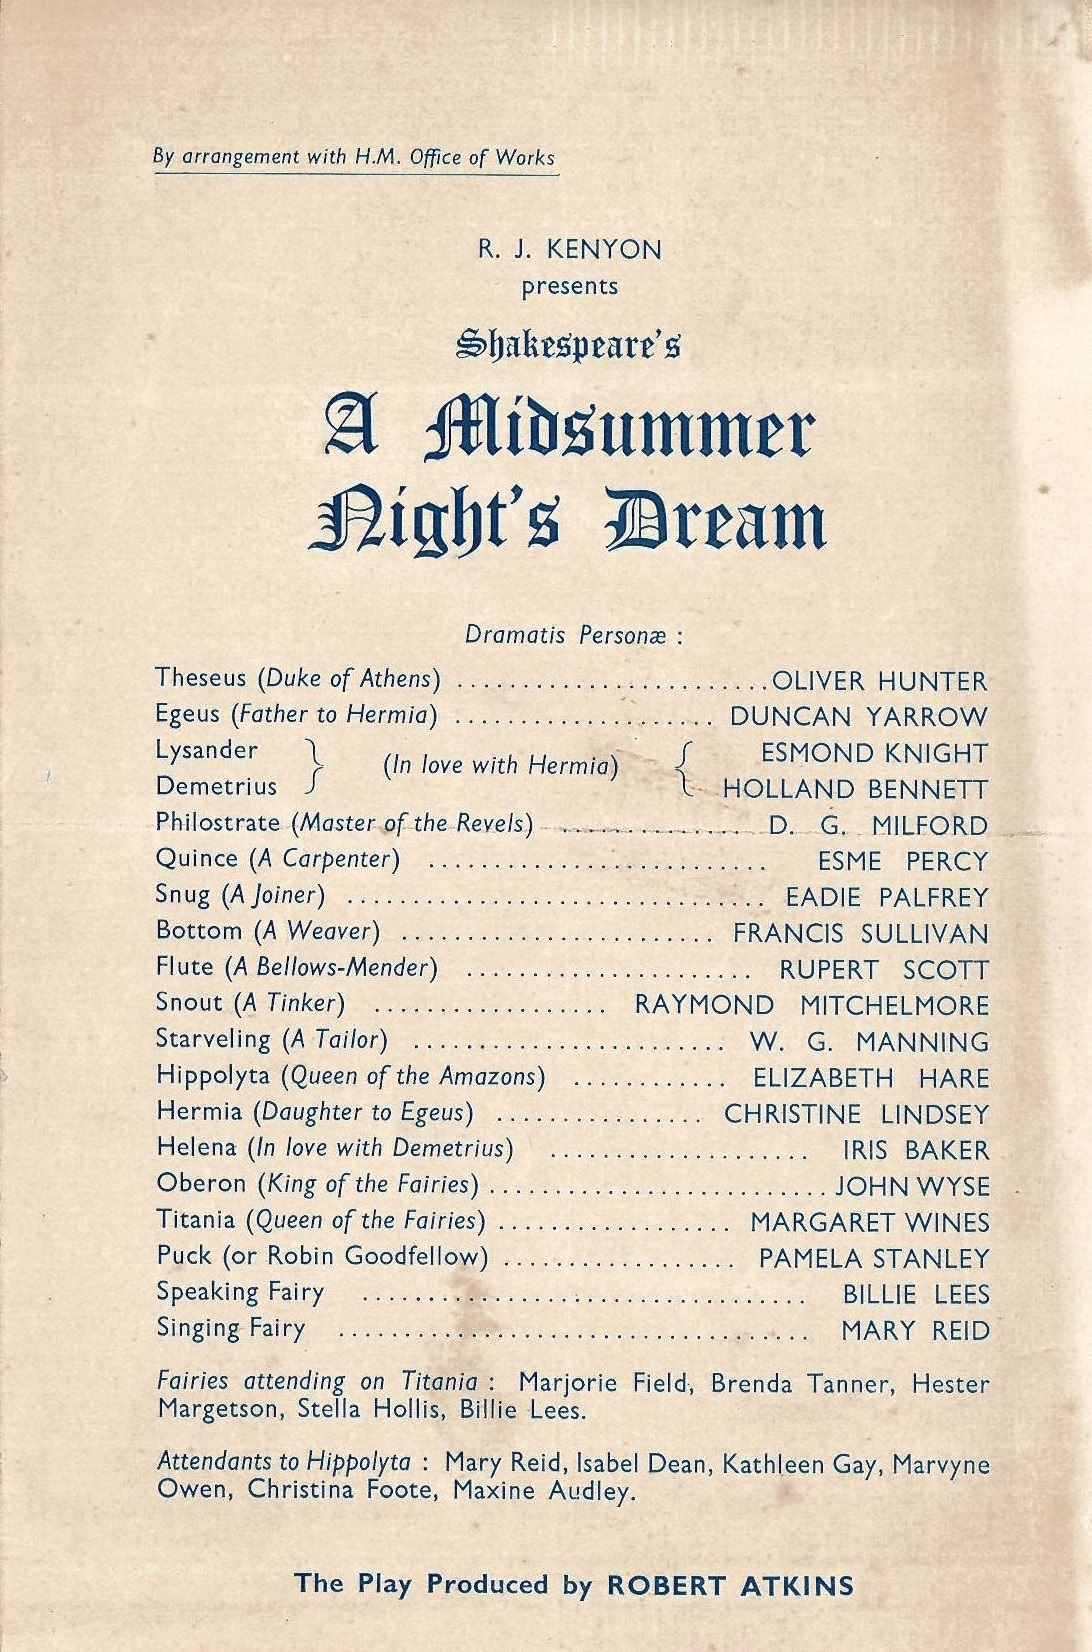 By arrangement with H.M. Office of Works
R. J. KENYON
presents
Shakespeare's
A Midsummer
Night's Dream
Dramatis Personæ :
Theseus (Duke of Athens) ........................ OLIVER HUNTER
Egeus (Father to Hermia) .................... DUNCAN YARROW
Lysander } (In love with Hermia) { ESMOND KNIGHT
Demetrius } { HOLLAND BENNETT
Philostrate (Master of the Revels) .............. D. G. MILFORD
Quince (A Carpenter) .......................... ESME PERCY
Snug (A Joiner) ................................ EADIE PALFREY
Bottom (A Weaver) ........................ FRANCIS SULLIVAN
Flute (A Bellows-Mender) ...................... RUPERT SCOTT
Snout (A Tinker) .................. RAYMOND MITCHELMORE
Starveling (A Tailor) ........................ W. G. MANNING
Hippolyta (Queen of the Amazons) ............ ELIZABETH HARE
Hermia (Daughter to Egeus) ................ CHRISTINE LINDSEY
Helena (In love with Demetrius) .................... IRIS BAKER
Oberon (King of the Fairies) .......................... JOHN WYSE
Titania (Queen of the Fairies) .................. MARGARET WINES
Puck (or Robin Goodfellow) .................. PAMELA STANLEY
Speaking Fairy .................................. BILLIE LEES
Singing Fairy .................................... MARY REID
Fairies attending on Titania : Marjorie Field, Brenda Tanner, Hester
Margetson, Stella Hollis, Billie Lees.
Attendants to Hippolyta : Mary Reid, Isabel Dean, Kathleen Gay, Marvyne
Owen, Christina Foote, Maxine Audley.
The Play Produced by ROBERT ATKINS